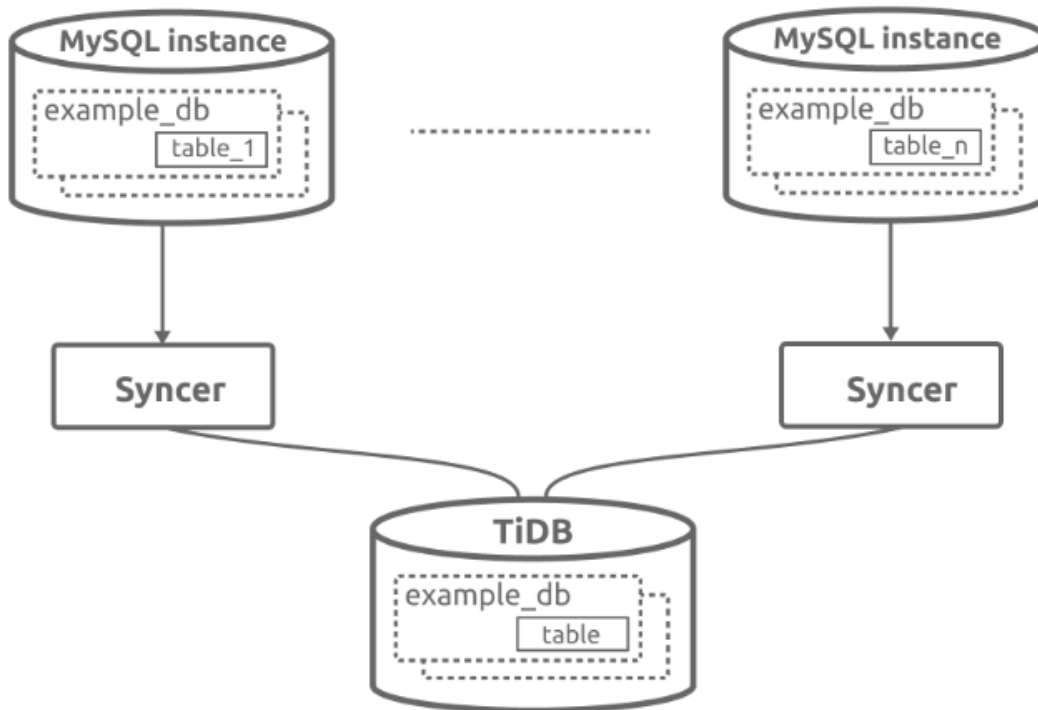 MySQL instance
example_db
table_1
MySQL instance
example_db
table_n
Syncer
Syncer
TiDB
example_db
table